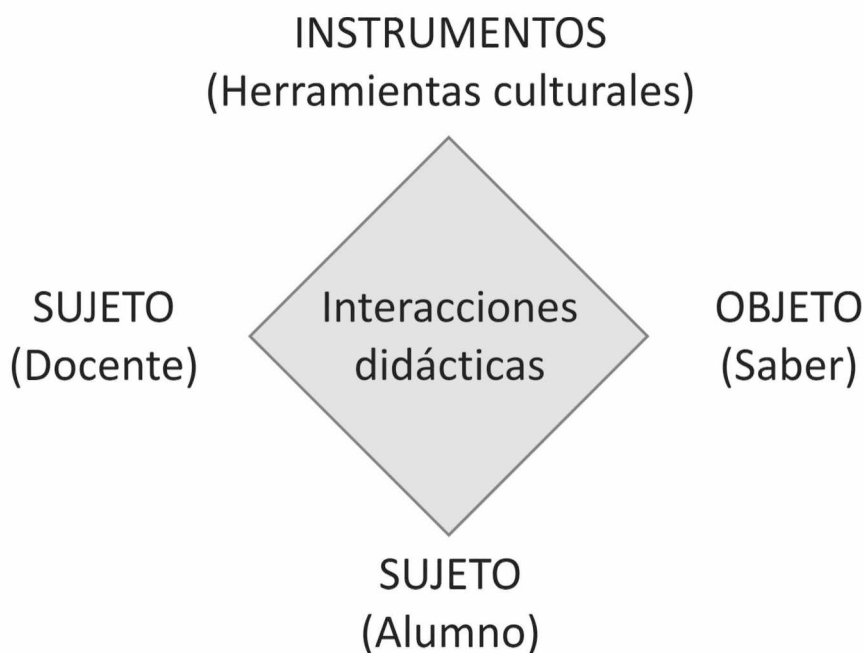 INSTRUMENTOS
(Herramientas culturales)
SUJETO
(Docente)
Interacciones
didácticas
OBJETO
(Saber)
SUJETO
(Alumno)